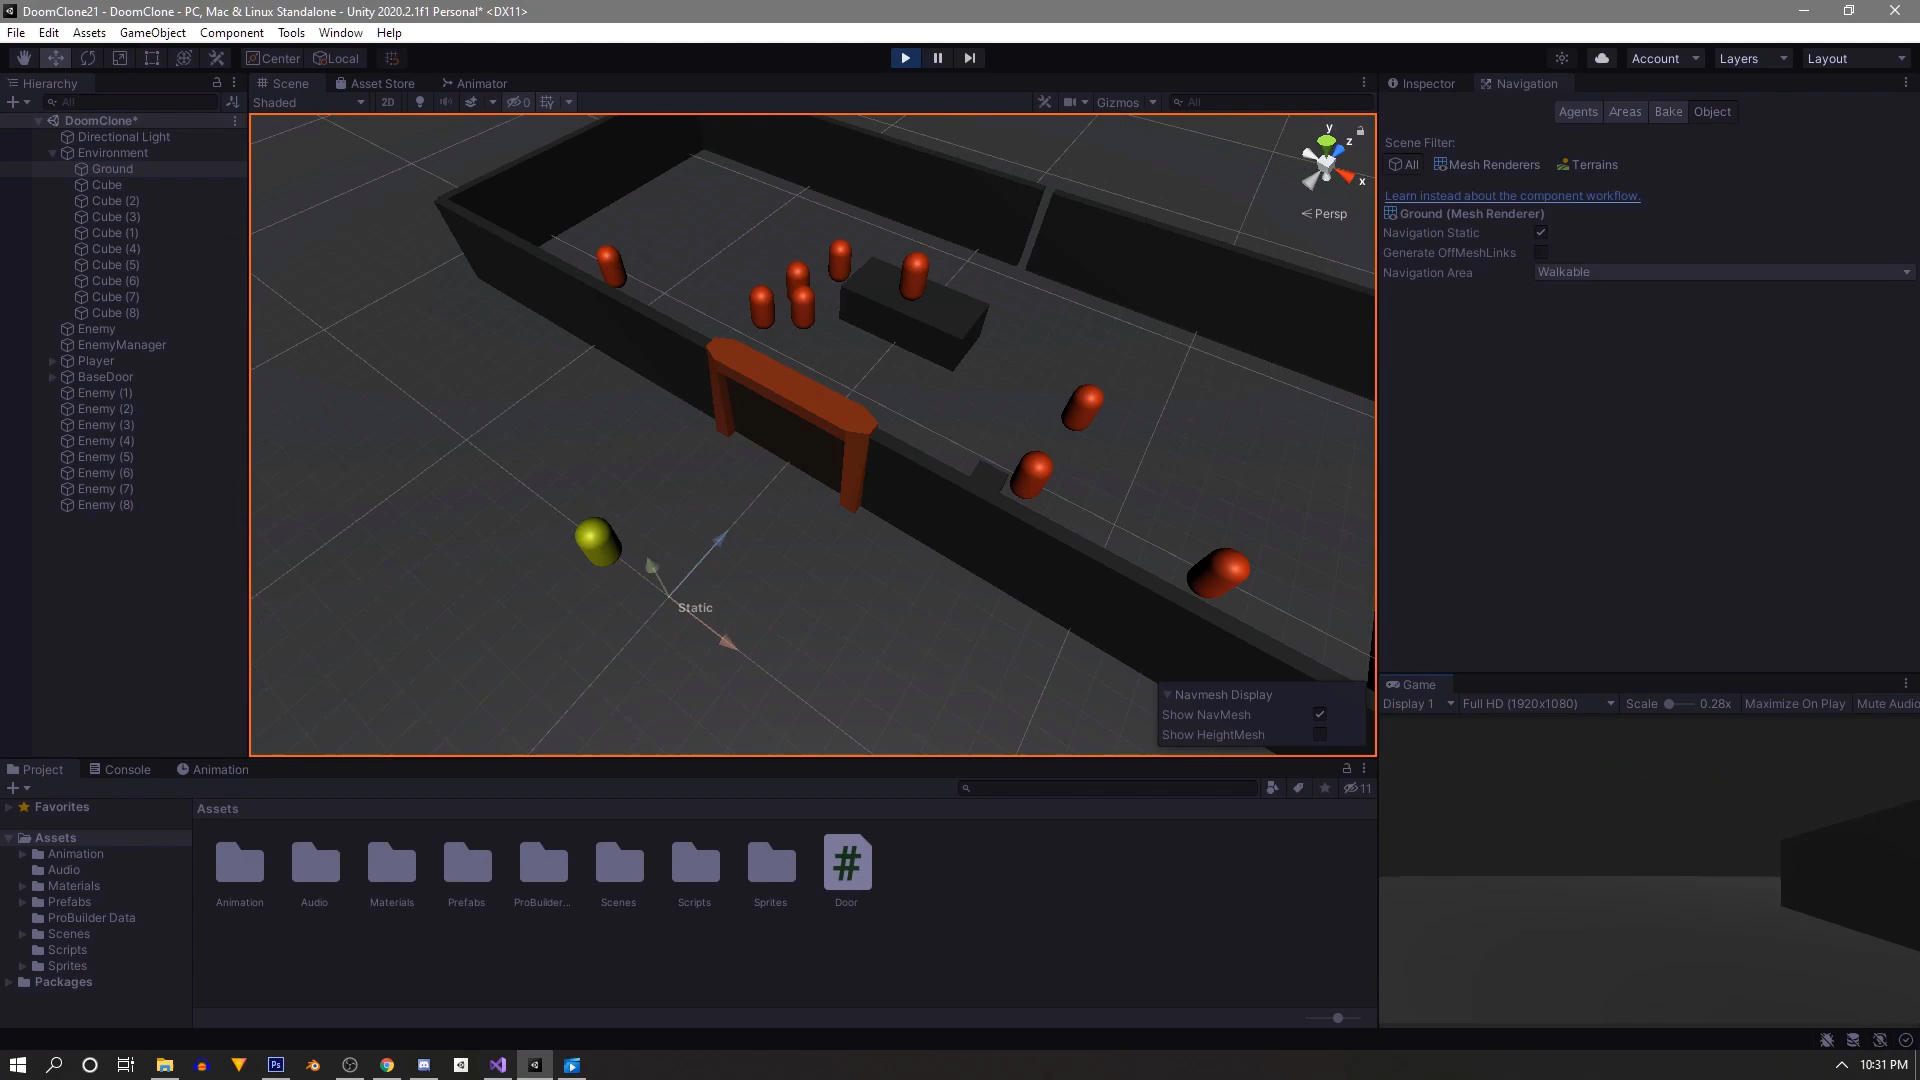 DoomClone21 - DoomClone - PC, Mac & Linux Standalone - Unity 2020.2.1f1 Personal* <DX11>
File Edit Assets GameObject Component Tools Window Help
Center Local Account Layers Layout
Hierarchy Scene Asset Store Animator Inspector Navigation
All Shaded 2D 0 Gizmos All
DoomClone*
Directional Light
Environment
Ground
Cube
Cube (2)
Cube (3)
Cube (1)
Cube (4)
Cube (5)
Cube (6)
Cube (7)
Cube (8)
Enemy
EnemyManager
Player
BaseDoor
Enemy (1)
Enemy (2)
Enemy (3)
Enemy (4)
Enemy (5)
Enemy (6)
Enemy (7)
Enemy (8)
y
z
x
Persp
Static
Navmesh Display
Show NavMesh
Show HeightMesh
Agents Areas Bake Object
Scene Filter:
All Mesh Renderers Terrains
Learn instead about the component workflow.
Ground (Mesh Renderer)
Navigation Static
Generate OffMeshLinks
Navigation Area Walkable
Game
Display 1 Full HD (1920x1080) Scale 0.28x Maximize On Play Mute Audio
Project Console Animation
11
Favorites
Assets
Animation
Audio
Materials
Prefabs
ProBuilder Data
Scenes
Scripts
Sprites
Packages
Assets
#
Animation Audio Materials Prefabs ProBuilder... Scenes Scripts Sprites Door
Ps
10:31 PM